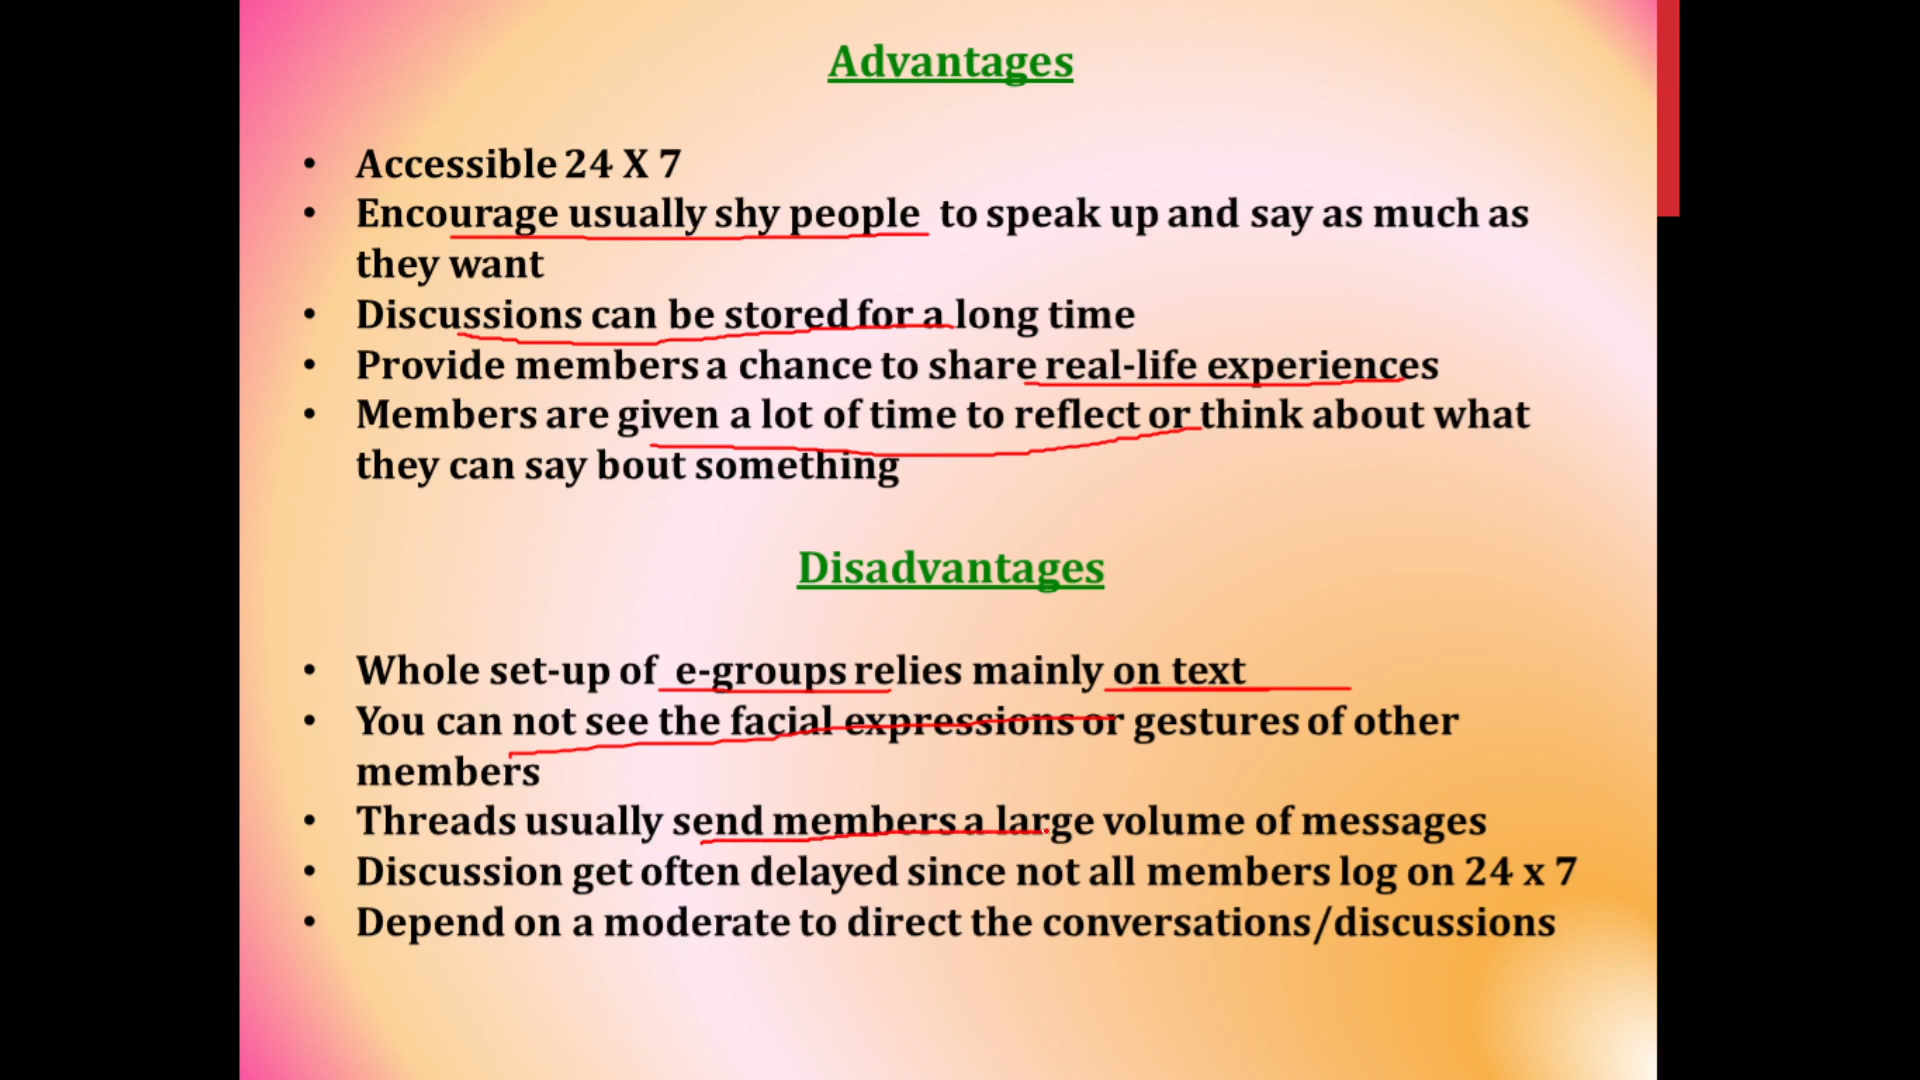 Advantages
• Accessible 24 X 7
• Encourage usually shy people to speak up and say as much as
they want
• Discussions can be stored for a long time
• Provide members a chance to share real-life experiences
• Members are given a lot of time to reflect or think about what
they can say bout something
Disadvantages
• Whole set-up of e-groups relies mainly on text
• You can not see the facial expressions or gestures of other
members
• Threads usually send members a large volume of messages
• Discussion get often delayed since not all members log on 24 x 7
• Depend on a moderate to direct the conversations/discussions